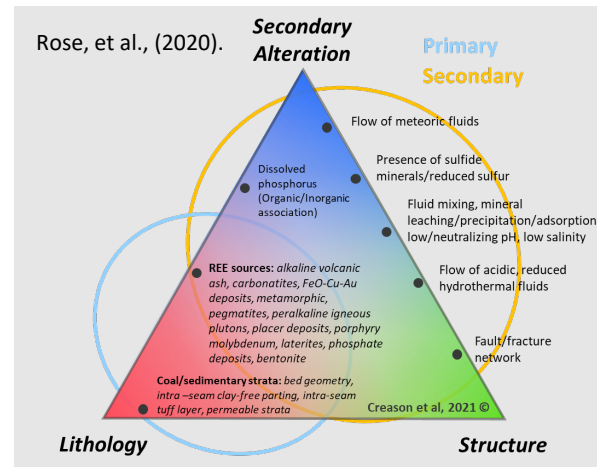 Rose, et al., (2020).
Secondary
Alteration
Primary
Secondary
Flow of meteoric fluids
Presence of sulfide
minerals/reduced sulfur
Dissolved
phosphorus
(Organic/Inorganic
association)
Fluid mixing, mineral
leaching/precipitation/adsorption
low/neutralizing pH, low salinity
REE sources: alkaline volcanic
ash, carbonatites, FeO-Cu-Au
deposits, metamorphic,
pegmatites, peralkaline igneous
plutons, placer deposits, porphyry
molybdenum, laterites, phosphate
deposits, bentonite
Flow of acidic, reduced
hydrothermal fluids
Fault/fracture
network
Coal/sedimentary strata: bed geometry,
intra –seam clay-free parting, intra-seam
tuff layer, permeable strata
Creason et al, 2021 ©
Lithology
Structure